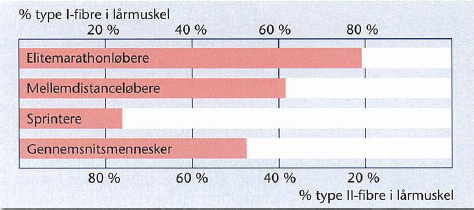 % type I-fibre i lårmuskel
20 % 40 % 60 % 80 %
Elitemarathonløbere
Mellemdistanceløbere
Sprintere
Gennemsnitsmennesker
80 % 60 % 40 % 20 %
% type II-fibre i lårmuskel